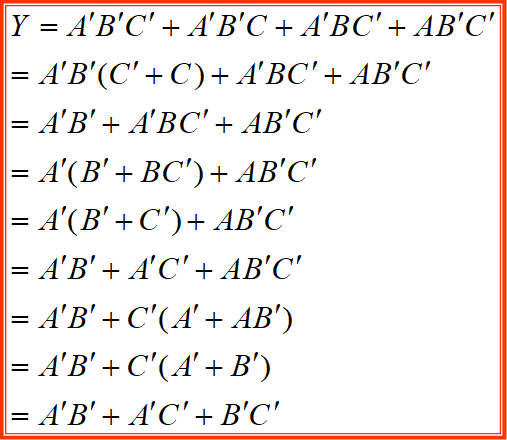 Y = A′B′C′ + A′B′C + A′BC′ + AB′C′
= A′B′(C′ + C) + A′BC′ + AB′C′
= A′B′ + A′BC′ + AB′C′
= A′(B′ + BC′) + AB′C′
= A′(B′ + C′) + AB′C′
= A′B′ + A′C′ + AB′C′
= A′B′ + C′(A′ + AB′)
= A′B′ + C′(A′ + B′)
= A′B′ + A′C′ + B′C′